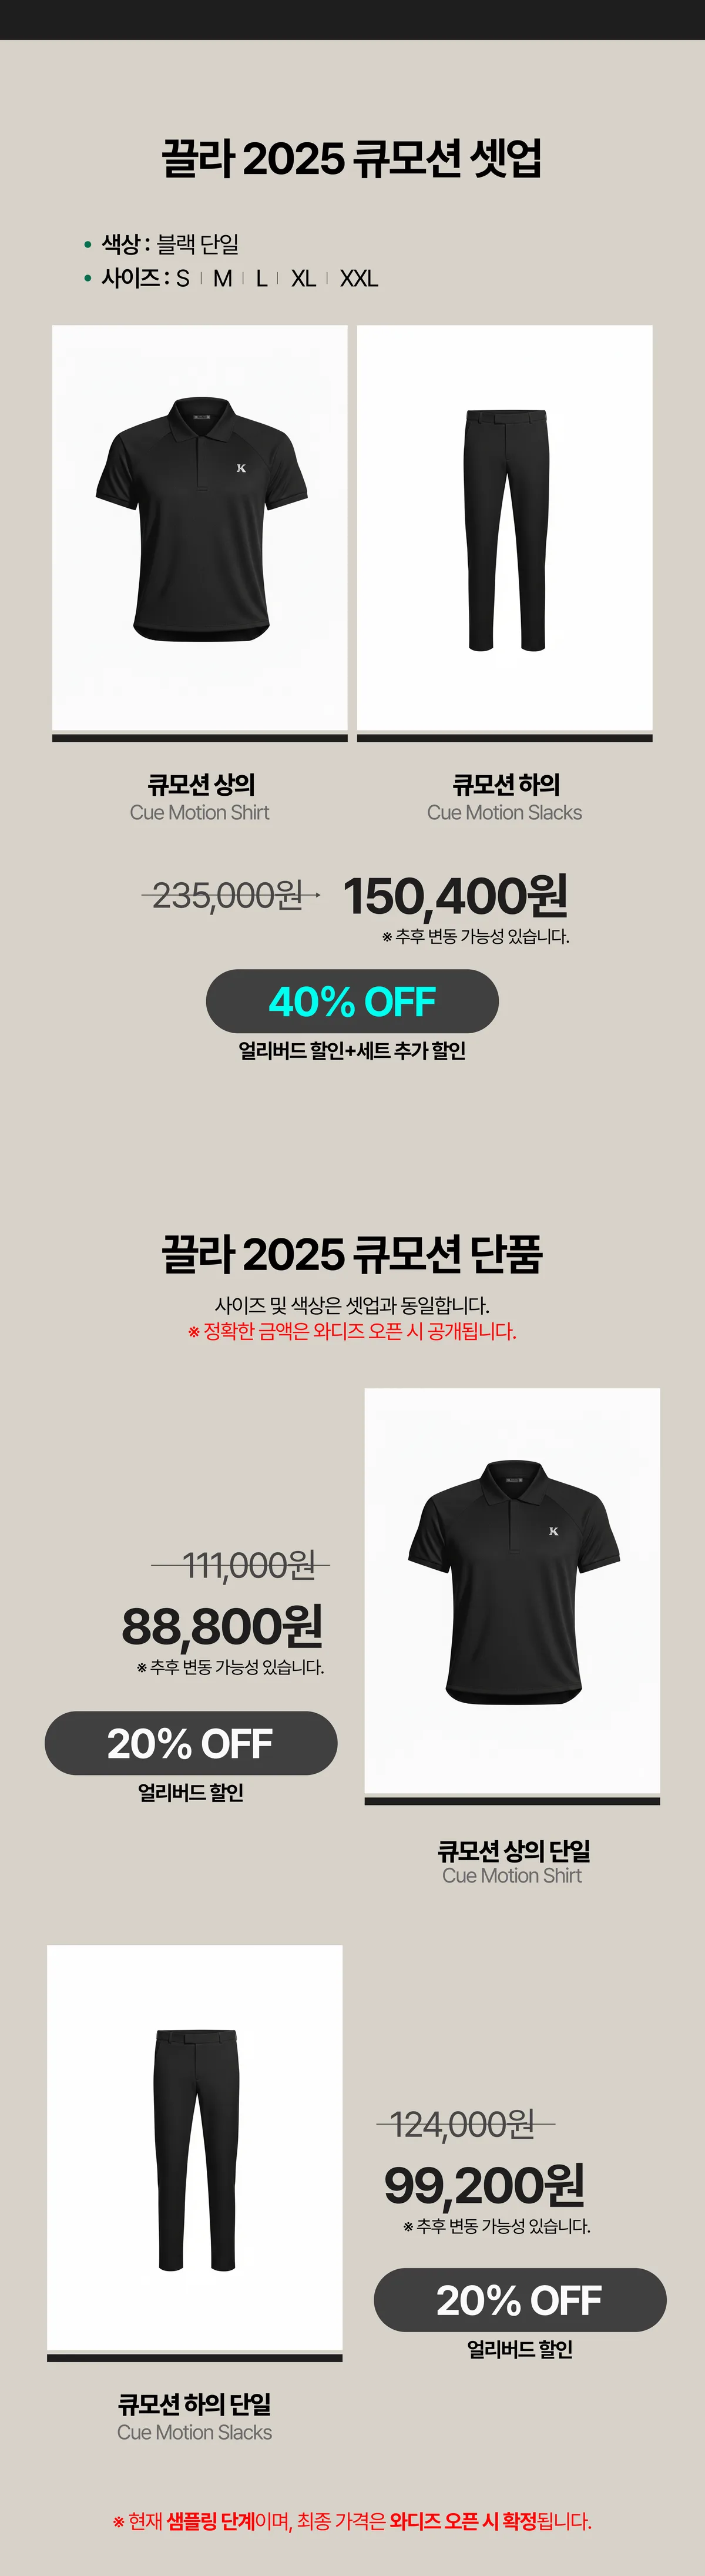 끌라 2025 큐모션 셋업
• 색상 : 블랙 단일
• 사이즈 : S | M | L | XL | XXL
K
큐모션 상의
Cue Motion Shirt
큐모션 하의
Cue Motion Slacks
235,000원 150,400원
※ 추후 변동 가능성 있습니다.
40% OFF
얼리버드 할인+세트 추가 할인
끌라 2025 큐모션 단품
사이즈 및 색상은 셋업과 동일합니다.
※ 정확한 금액은 와디즈 오픈 시 공개됩니다.
111,000원
88,800원
※ 추후 변동 가능성 있습니다.
20% OFF
얼리버드 할인
K
큐모션 상의 단일
Cue Motion Shirt
124,000원
99,200원
※ 추후 변동 가능성 있습니다.
20% OFF
얼리버드 할인
큐모션 하의 단일
Cue Motion Slacks
※ 현재 샘플링 단계이며, 최종 가격은 와디즈 오픈 시 확정됩니다.